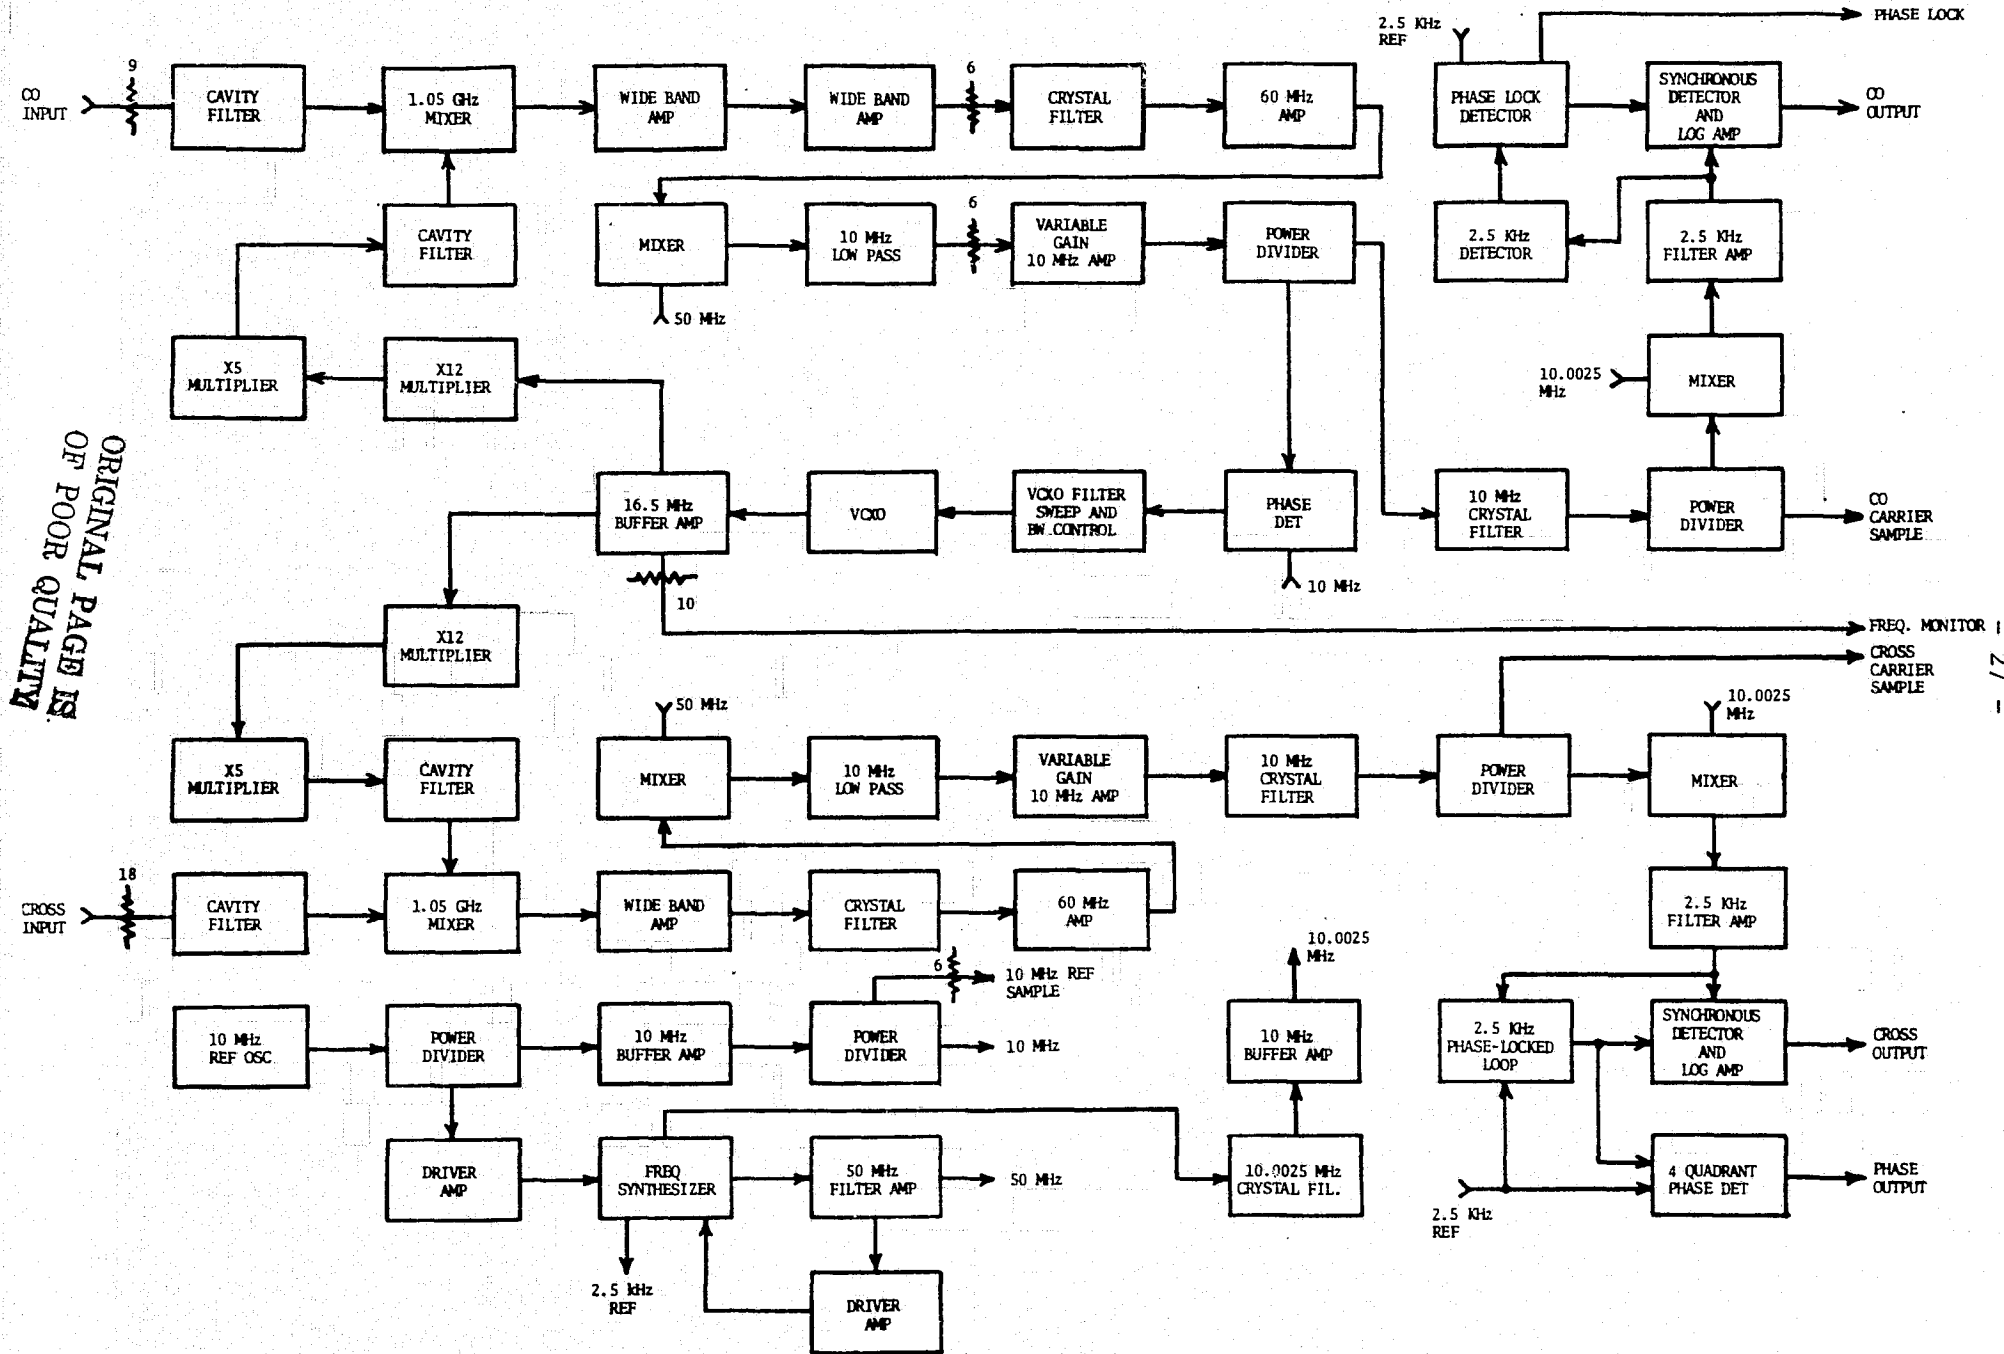 2.5 KHz
REF
PHASE LOCK
CO
INPUT
9
CAVITY
FILTER
1.05 GHz
MIXER
WIDE BAND
AMP
WIDE BAND
AMP
6
CRYSTAL
FILTER
60 MHz
AMP
PHASE LOCK
DETECTOR
SYNCHRONOUS
DETECTOR
AND
LOG AMP
CO
OUTPUT
CAVITY
FILTER
MIXER
50 MHz
10 MHz
LOW PASS
6
VARIABLE
GAIN
10 MHz AMP
POWER
DIVIDER
2.5 KHz
DETECTOR
2.5 KHz
FILTER AMP
X5
MULTIPLIER
X12
MULTIPLIER
10.0025
MHz
MIXER
16.5 MHz
BUFFER AMP
VCXO
VCXO FILTER
SWEEP AND
BW CONTROL
PHASE
DET
10 MHz
10 MHz
CRYSTAL
FILTER
POWER
DIVIDER
CO
CARRIER
SAMPLE
ORIGINAL PAGE IS
OF POOR QUALITY
10
X12
MULTIPLIER
FREQ. MONITOR
CROSS
CARRIER
SAMPLE
- 27 -
X5
MULTIPLIER
CAVITY
FILTER
50 MHz
MIXER
10 MHz
LOW PASS
VARIABLE
GAIN
10 MHz AMP
10 MHz
CRYSTAL
FILTER
POWER
DIVIDER
10.0025
MHz
MIXER
CROSS
INPUT
18
CAVITY
FILTER
1.05 GHz
MIXER
WIDE BAND
AMP
CRYSTAL
FILTER
60 MHz
AMP
2.5 KHz
FILTER AMP
10 MHz
REF OSC
POWER
DIVIDER
10 MHz
BUFFER AMP
POWER
DIVIDER
6
10 MHz REF
SAMPLE
10 MHz
10.0025
MHz
10 MHz
BUFFER AMP
2.5 KHz
PHASE-LOCKED
LOOP
SYNCHRONOUS
DETECTOR
AND
LOG AMP
CROSS
OUTPUT
DRIVER
AMP
FREQ
SYNTHESIZER
50 MHz
FILTER AMP
50 MHz
10.0025 MHz
CRYSTAL FIL.
2.5 KHz
REF
4 QUADRANT
PHASE DET
PHASE
OUTPUT
2.5 kHz
REF
DRIVER
AMP